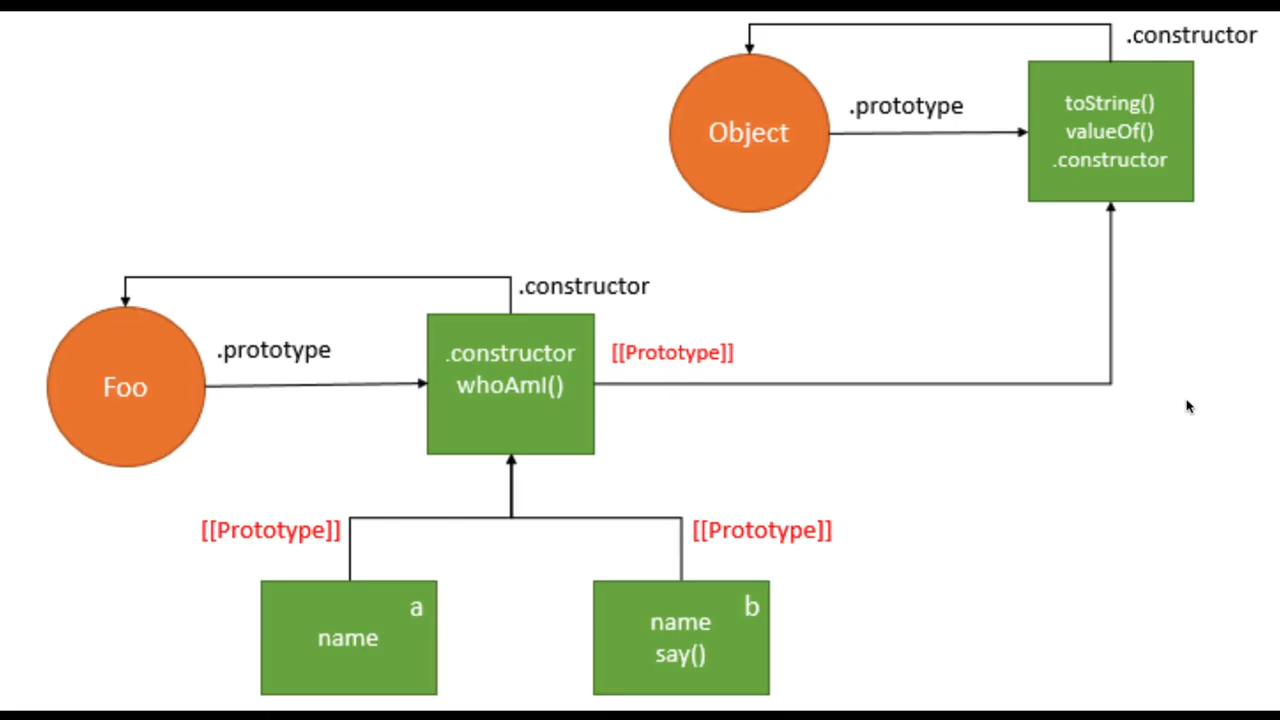 .constructor
Object
.prototype
toString()
valueOf()
.constructor
.constructor
Foo
.prototype
.constructor
whoAmI()
[[Prototype]]
[[Prototype]]
[[Prototype]]
a
name
b
name
say()